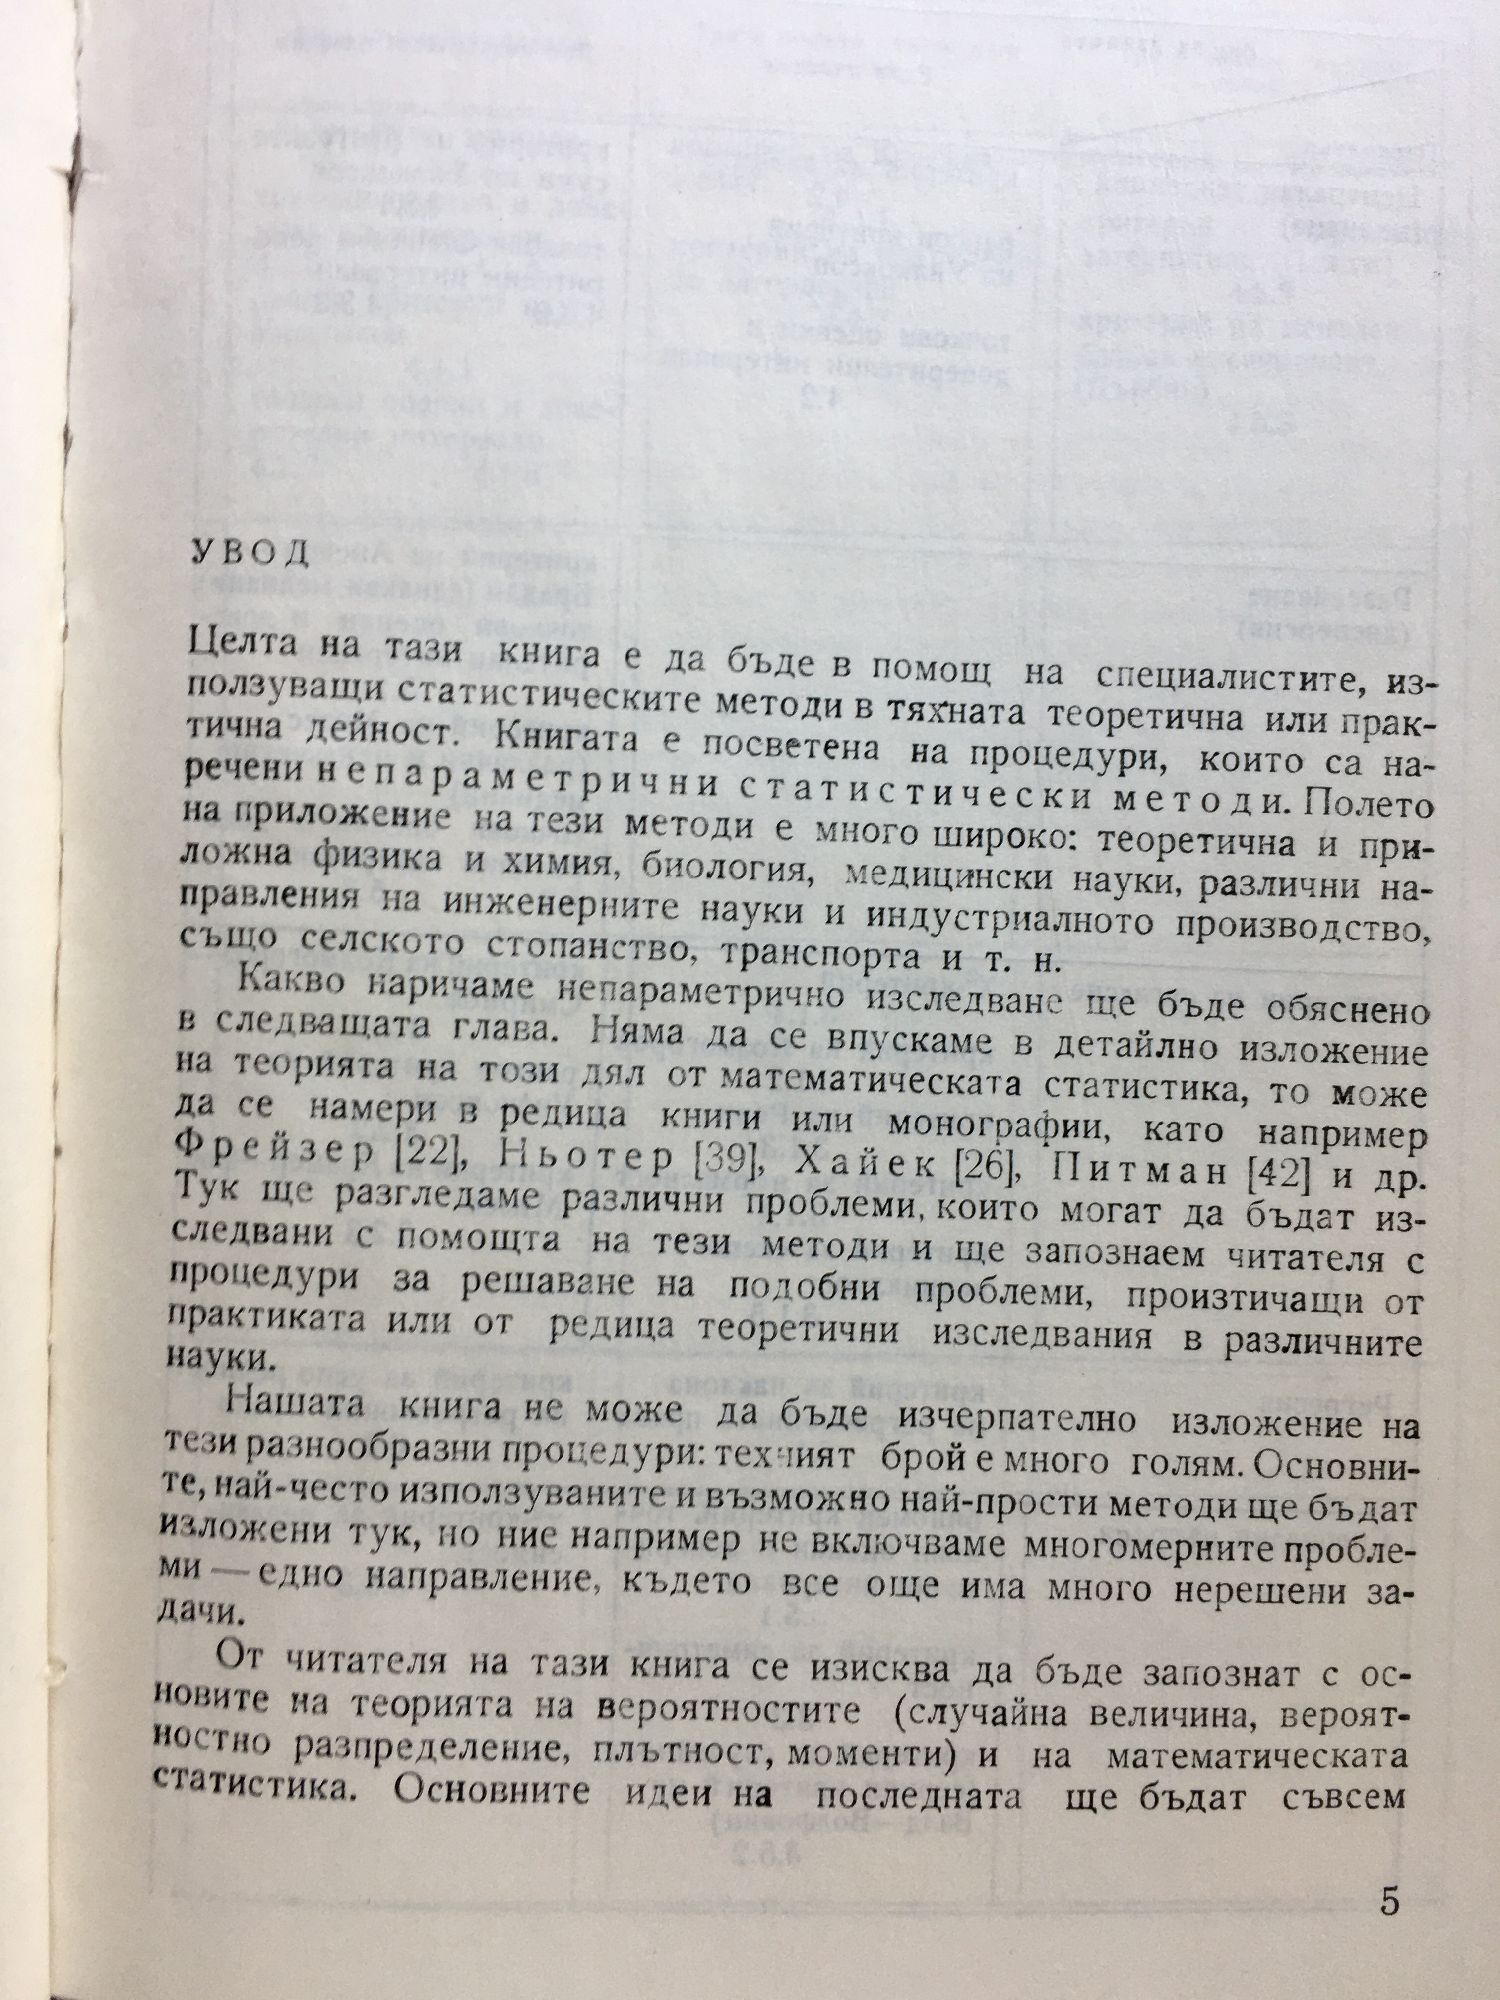 УВОД
Целта на тази книга е да бъде в помощ на специалистите, из-
ползуващи статистическите методи в тяхната теоретична или прак-
тична дейност. Книгата е посветена на процедури, които са на-
речени непараметрични статистически методи. Полето
на приложение на тези методи е много широко: теоретична и при-
ложна физика и химия, биология, медицински науки, различни на-
правления на инженерните науки и индустриалното производство,
също селското стопанство, транспорта и т. н.
Какво наричаме непараметрично изследване ще бъде обяснено
в следващата глава. Няма да се впускаме в детайлно изложение
на теорията на този дял от математическата статистика, то може
да се намери в редица книги или монографии, като например
Фрейзер [22], Ньотер [39], Хайек [26], Питман [42] и др.
Тук ще разгледаме различни проблеми, които могат да бъдат из-
следвани с помощта на тези методи и ще запознаем читателя с
процедури за решаване на подобни проблеми, произтичащи от
практиката или от редица теоретични изследвания в различните
науки.
Нашата книга не може да бъде изчерпателно изложение на
тези разнообразни процедури: техният брой е много голям. Основни-
те, най-често използуваните и възможно най-прости методи ще бъдат
изложени тук, но ние например не включваме многомерните пробле-
ми — едно направление, където все още има много нерешени за-
дачи.
От читателя на тази книга се изисква да бъде запознат с ос-
новите на теорията на вероятностите (случайна величина, вероят-
ностно разпределение, плътност, моменти) и на математическата
статистика. Основните идеи на последната ще бъдат съвсем
5